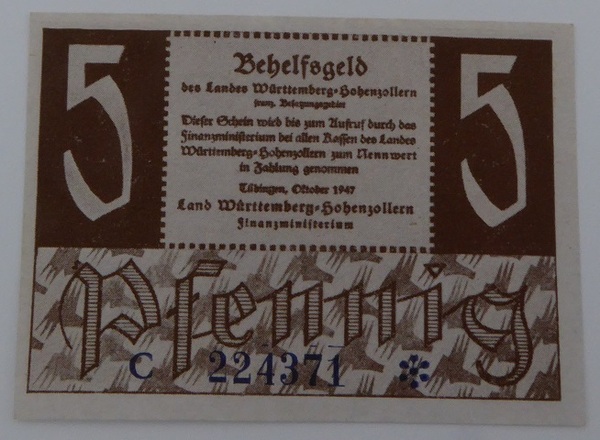 5 5
Behelfsgeld
des Landes Württemberg-Hohenzollern
franz. Besetzungsgebiet
Dieser Schein wird bis zum Aufruf durch das
Finanzministerium bei allen Kassen des Landes
Württemberg-Hohenzollern zum Nennwert
in Zahlung genommen
Tübingen, Oktober 1947
Land Württemberg-Hohenzollern
Finanzministerium
Pfennig
C 224371